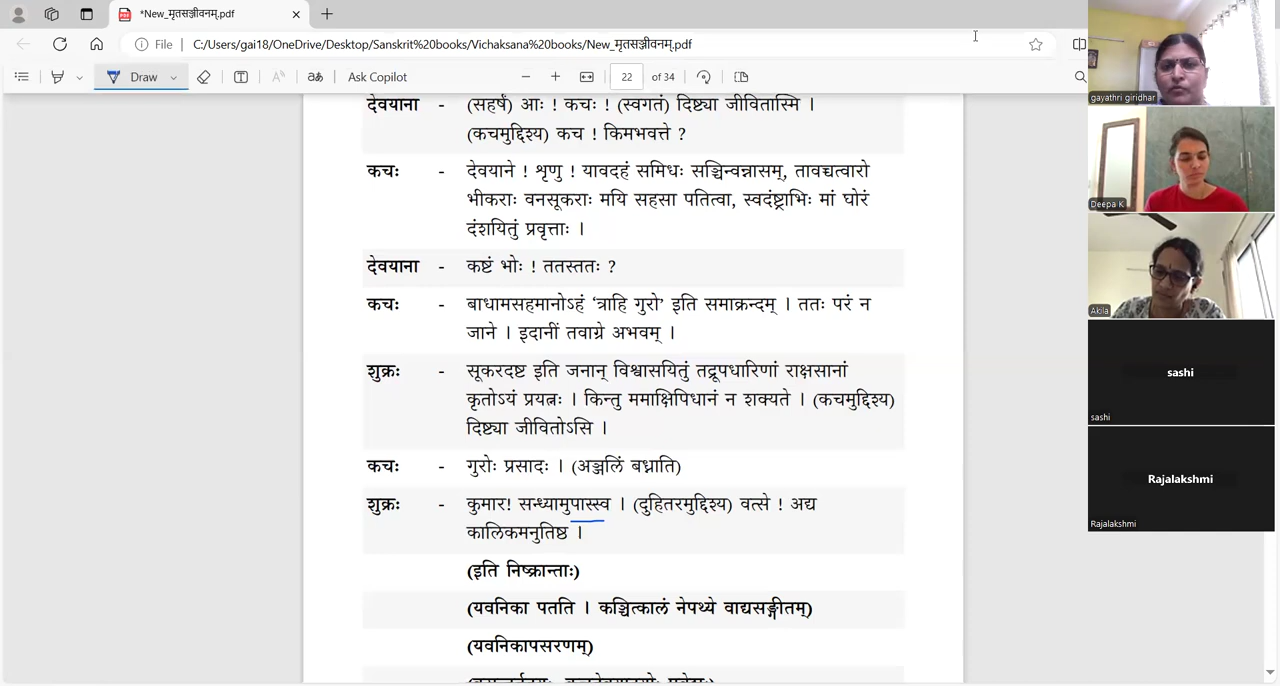 *New_मृतसञ्जीवनम्.pdf
File C:/Users/gai18/OneDrive/Desktop/Sanskrit%20books/Vichaksana%20books/New_मृतसञ्जीवनम्.pdf
Draw Ask Copilot 22 of 34
देवयाना - (सहर्षं) आः ! कचः ! (स्वगतं) दिष्ट्या जीवितास्मि ।
(कचमुद्दिश्य) कच ! किमभवत्ते ?
कचः - देवयाने ! शृणु ! यावदहं समिधः सञ्चिन्वन्नासम्, तावच्चत्वारो
भीकराः वनसूकराः मयि सहसा पतित्वा, स्वदंष्ट्राभिः मां घोरं
दंशयितुं प्रवृत्ताः ।
देवयाना - कष्टं भोः ! ततस्ततः ?
कचः - बाधामसहमानोऽहं ‘त्राहि गुरो’ इति समाक्रन्दम् । ततः परं न
जाने । इदानीं तवाग्रे अभवम् ।
शुक्रः - सूकरदष्ट इति जनान् विश्वासयितुं तद्रूपधारिणां राक्षसानां
कृतोऽयं प्रयत्नः । किन्तु ममाक्षिपिधानं न शक्यते । (कचमुद्दिश्य)
दिष्ट्या जीवितोऽसि ।
कचः - गुरोः प्रसादः । (अञ्जलिं बध्नाति)
शुक्रः - कुमार! सन्ध्यामुपास्स्व । (दुहितरमुद्दिश्य) वत्से ! अद्य
कालिकमनुतिष्ठ ।
(इति निष्क्रान्ताः)
(यवनिका पतति । कञ्चित्कालं नेपथ्ये वाद्यसङ्गीतम्)
(यवनिकापसरणम्)
gayathri giridhar
Deepa K
Akila
sashi
sashi
Rajalakshmi
Rajalakshmi